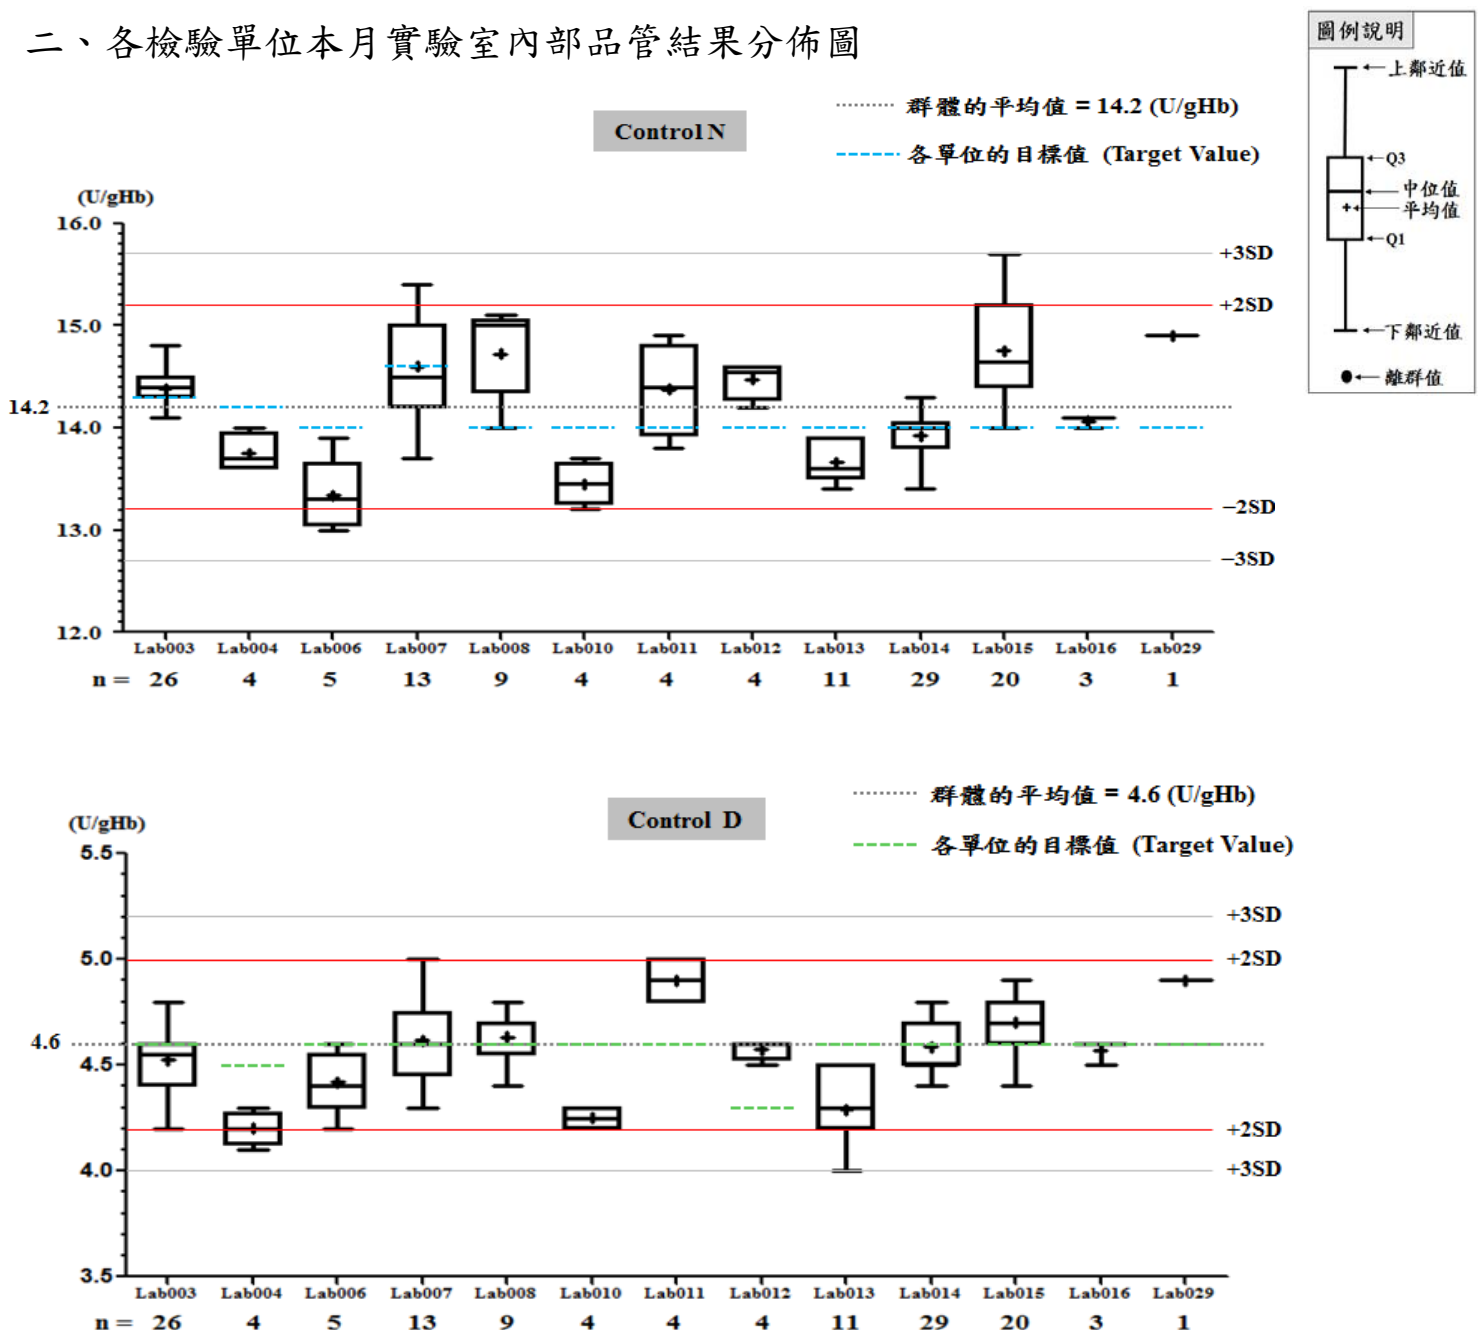 二、各檢驗單位本月實驗室內部品管結果分佈圖
圖例說明
上鄰近值
Q3
中位值
平均值
Q1
下鄰近值
離群值
Control N
群體的平均值 = 14.2 (U/gHb)
各單位的目標值 (Target Value)
(U/gHb)
16.0
+3SD
+2SD
15.0
14.2
14.0
−2SD
13.0
−3SD
12.0
Lab003 Lab004 Lab006 Lab007 Lab008 Lab010 Lab011 Lab012 Lab013 Lab014 Lab015 Lab016 Lab029
n = 26 4 5 13 9 4 4 4 11 29 20 3 1
Control D
群體的平均值 = 4.6 (U/gHb)
各單位的目標值 (Target Value)
(U/gHb)
5.5
+3SD
5.0
+2SD
4.6
4.5
+2SD
4.0
+3SD
3.5
Lab003 Lab004 Lab006 Lab007 Lab008 Lab010 Lab011 Lab012 Lab013 Lab014 Lab015 Lab016 Lab029
n = 26 4 5 13 9 4 4 4 11 29 20 3 1